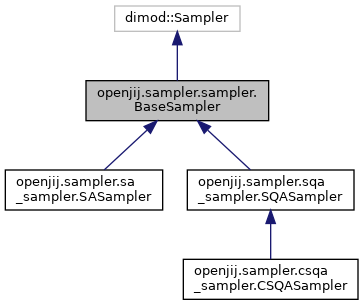 dimod::Sampler
openjij.sampler.sampler.
BaseSampler
openjij.sampler.sa
_sampler.SASampler
openjij.sampler.sqa
_sampler.SQASampler
openjij.sampler.csqa
_sampler.CSQASampler